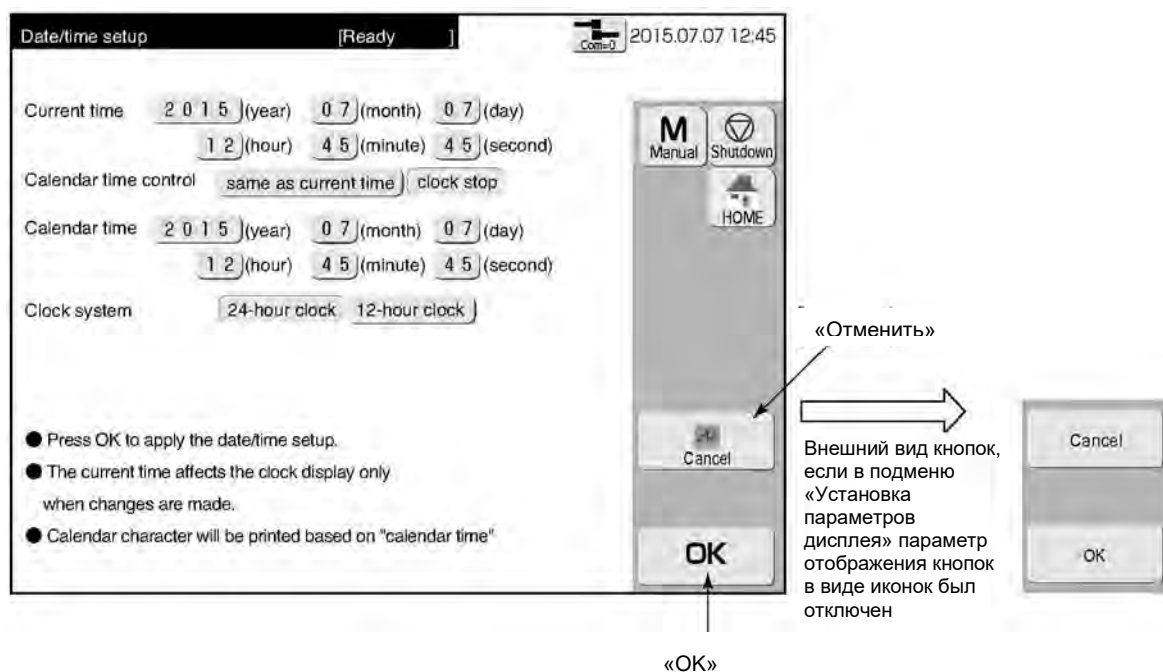 Date/time setup [Ready ] Com=0 2015.07.07 12:45
Current time 2 0 1 5 (year) 0 7 (month) 0 7 (day)
1 2 (hour) 4 5 (minute) 4 5 (second)
M
Manual Shutdown
Calendar time control same as current time clock stop
HOME
Calendar time 2 0 1 5 (year) 0 7 (month) 0 7 (day)
1 2 (hour) 4 5 (minute) 4 5 (second)
Clock system 24-hour clock 12-hour clock
«Отменить»
● Press OK to apply the date/time setup.
● The current time affects the clock display only
when changes are made.
● Calendar character will be printed based on "calendar time"
Cancel
OK
Внешний вид кнопок,
если в подменю
«Установка
параметров
дисплея» параметр
отображения кнопок
в виде иконок был
отключен
Cancel
OK
«OK»